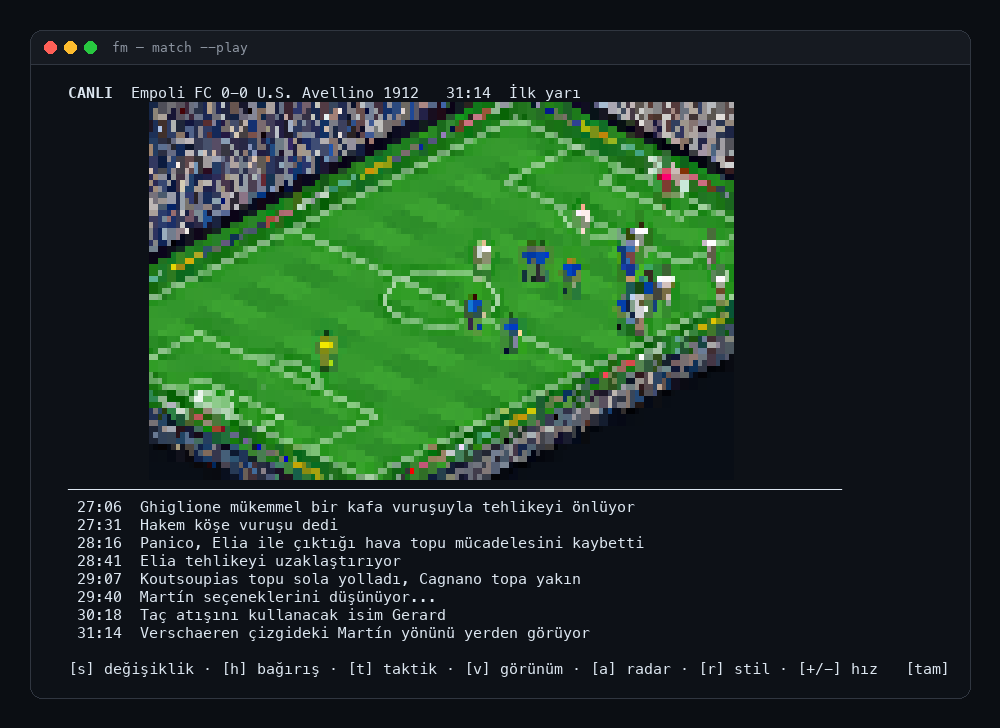 fm — match --play
CANLI Empoli FC 0–0 U.S. Avellino 1912 31:14 İlk yarı
27:06 Ghiglione mükemmel bir kafa vuruşuyla tehlikeyi önlüyor
27:31 Hakem köşe vuruşu dedi
28:16 Panico, Elia ile çıktığı hava topu mücadelesini kaybetti
28:41 Elia tehlikeyi uzaklaştırıyor
29:07 Koutsoupias topu sola yolladı, Cagnano topa yakın
29:40 Martín seçeneklerini düşünüyor...
30:18 Taç atışını kullanacak isim Gerard
31:14 Verschaeren çizgideki Martín yönünü yerden görüyor
[s] değişiklik · [h] bağırış · [t] taktik · [v] görünüm · [a] radar · [r] stil · [+/−] hız [tam]